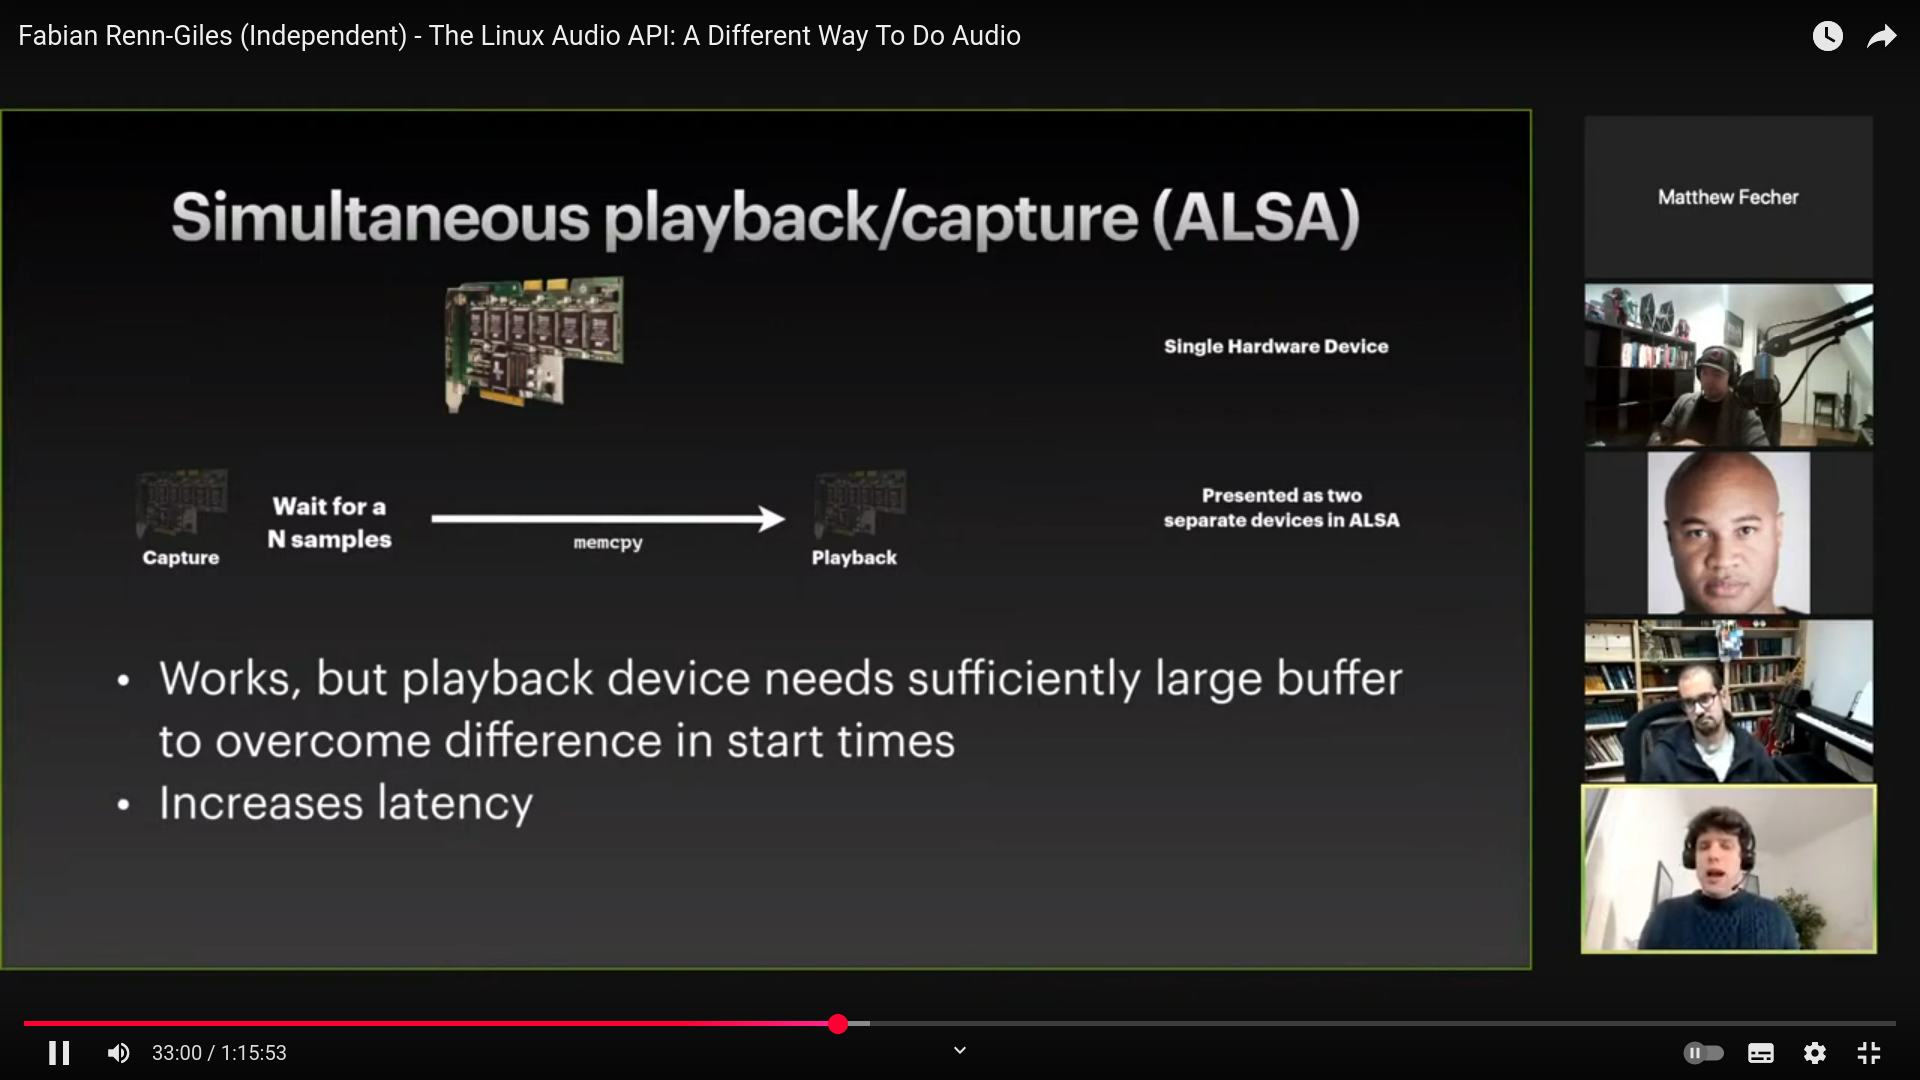 Fabian Renn-Giles (Independent) - The Linux Audio API: A Different Way To Do Audio
Simultaneous playback/capture (ALSA)
Single Hardware Device
Wait for a
N samples
memcpy
Capture
Playback
Presented as two
separate devices in ALSA
• Works, but playback device needs sufficiently large buffer
to overcome difference in start times
• Increases latency
Matthew Fecher
33:00 / 1:15:53